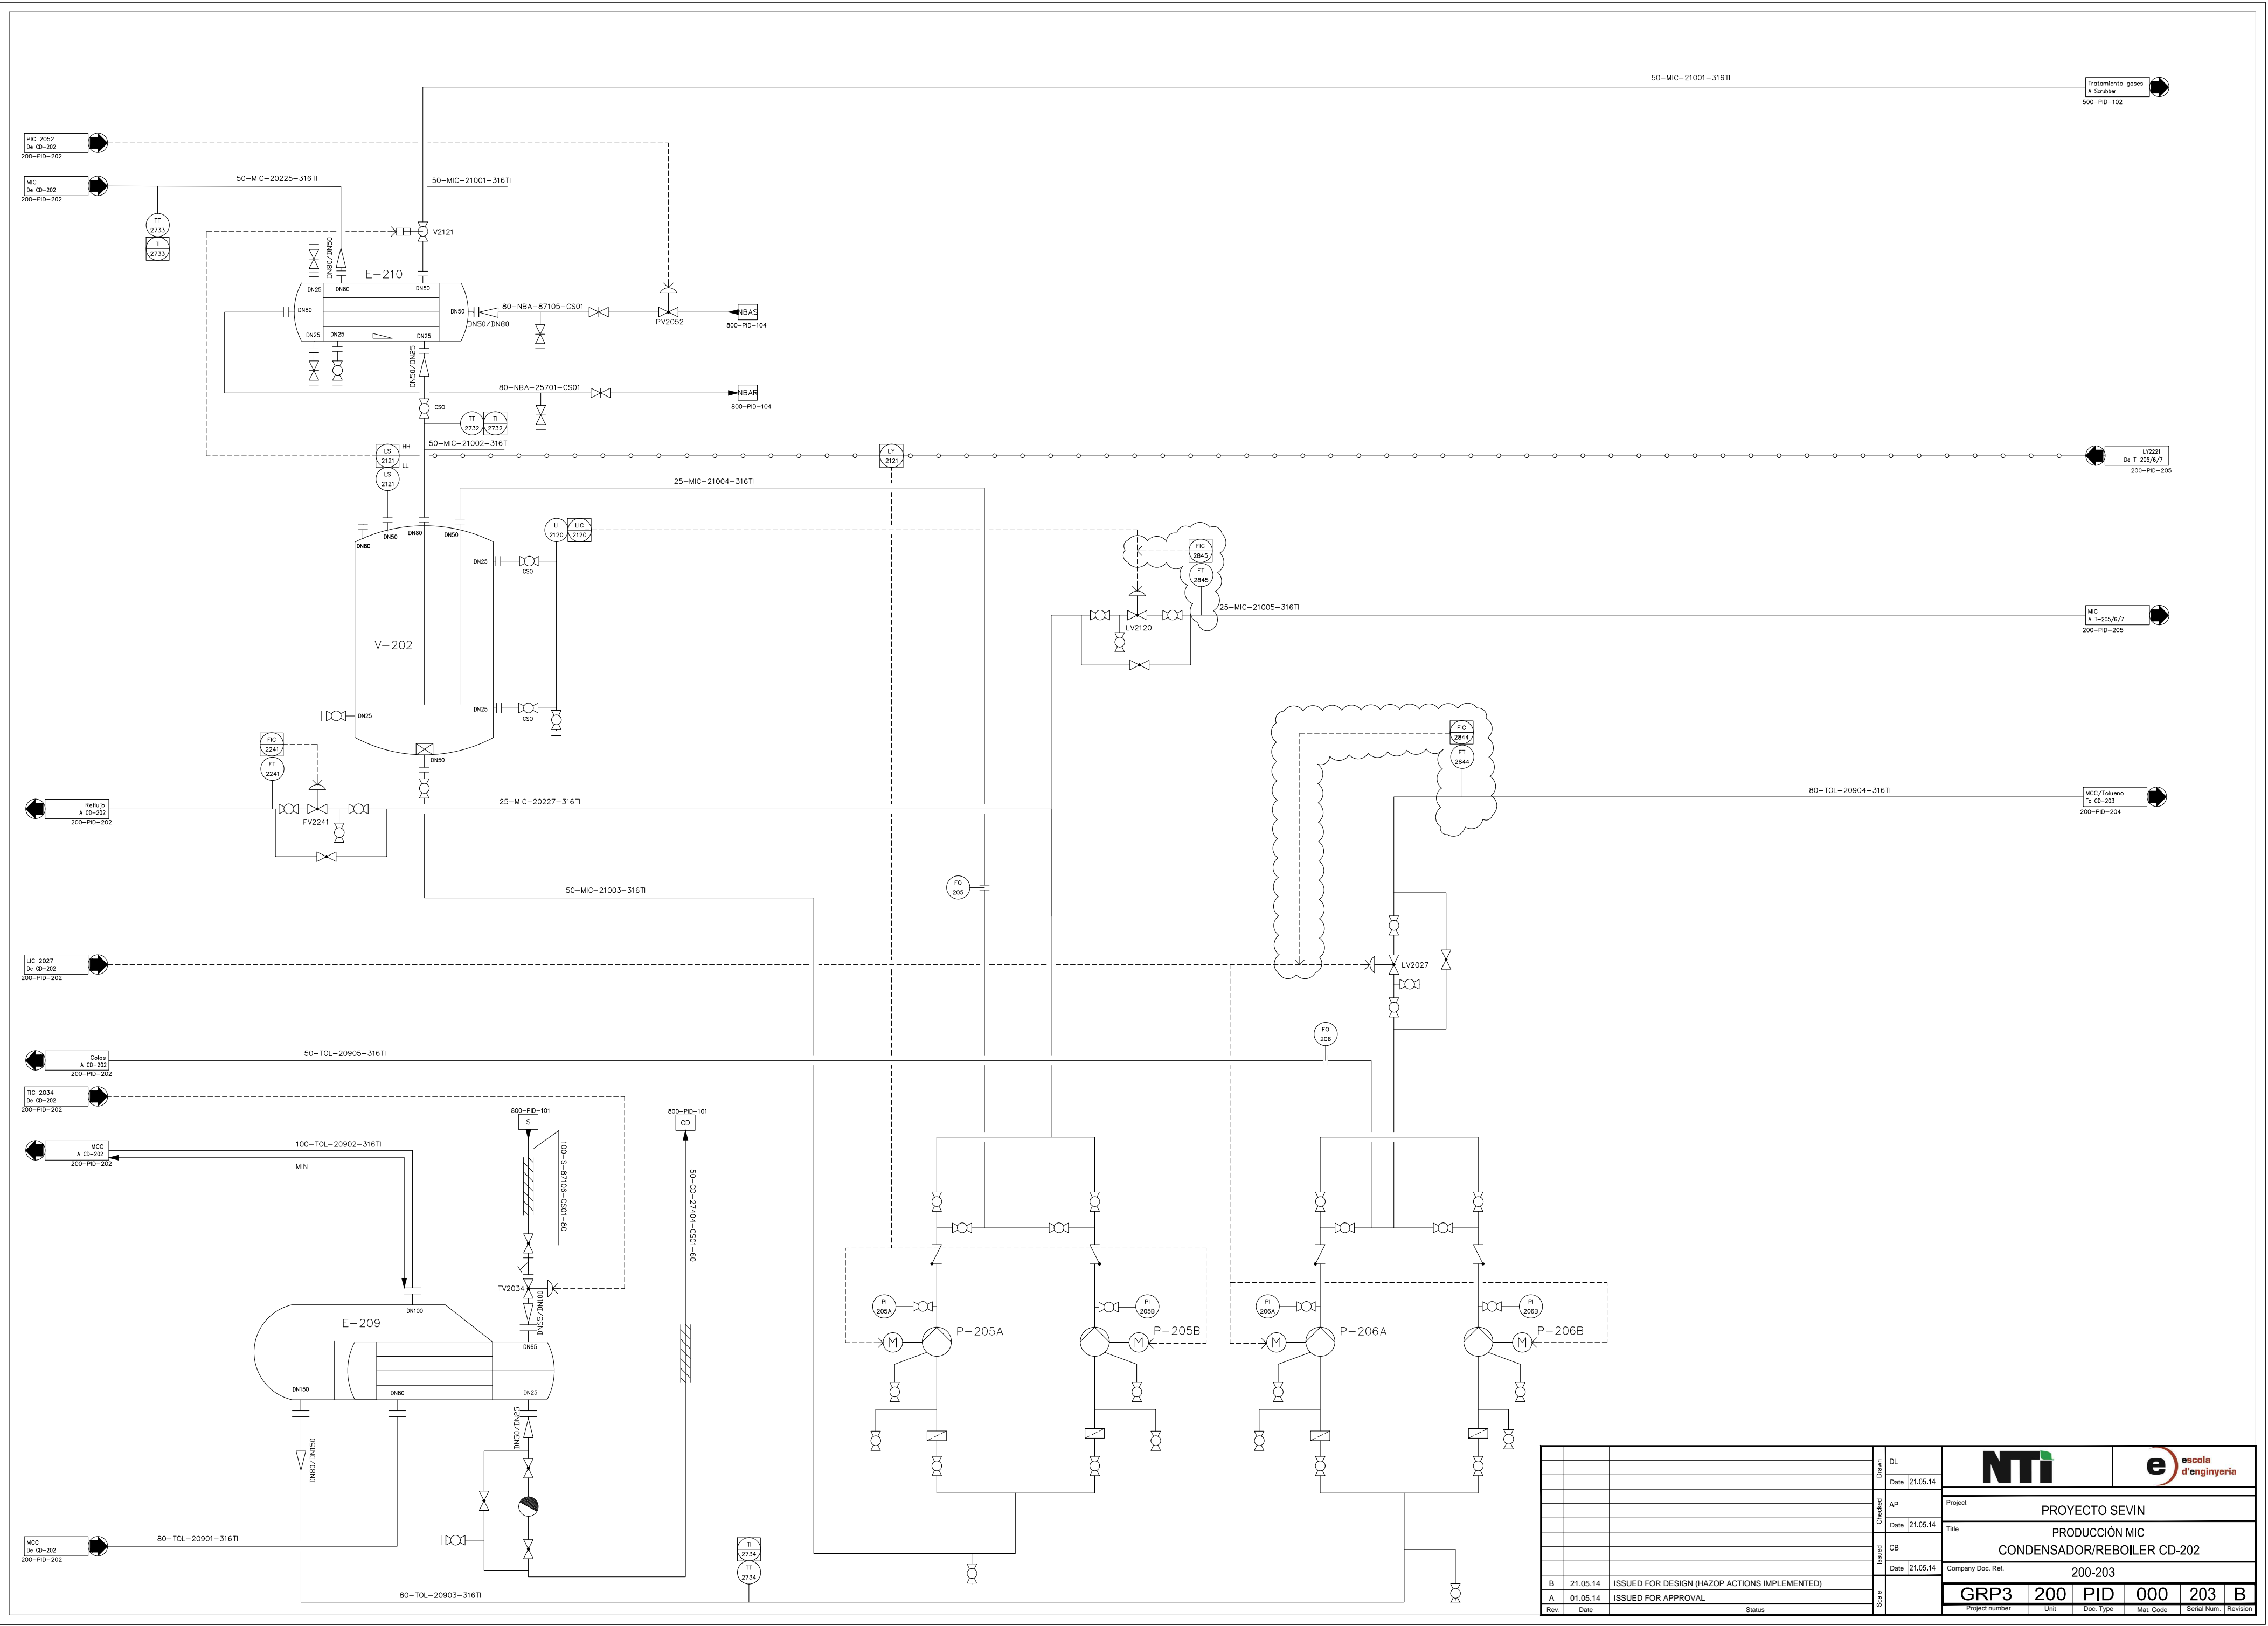 50-MIC-21001-316TI
Tratamiento gases
A Scrubber
500-PID-102
PIC 2052
De CD-202
200-PID-202
MIC
De CD-202
200-PID-202
50-MIC-20225-316TI
50-MIC-21001-316TI
TT
2733
TI
2733
V2121
DN80/DN50
E-210
DN25
DN80
DN50
DN80
DN50
DN50/DN80
80-NBA-87105-CS01
PV2052
NBAS
800-PID-104
DN25
DN25
DN25
DN50/DN25
80-NBA-25701-CS01
NBAR
800-PID-104
CSO
TT
2732
TI
2732
50-MIC-21002-316TI
LS
2121
HH
LL
LS
2121
LY
2121
LY2221
De T-205/6/7
200-PID-205
25-MIC-21004-316TI
DN80
DN50
DN80
DN50
LI
2120
LIC
2120
DN25
CSO
FIC
2845
FT
2845
25-MIC-21005-316TI
LV2120
MIC
A T-205/6/7
200-PID-205
V-202
DN25
DN25
CSO
DN50
FIC
2241
FT
2241
FIC
2844
FT
2844
Reflujo
A CD-202
200-PID-202
FV2241
25-MIC-20227-316TI
80-TOL-20904-316TI
MCC/Tolueno
To CD-203
200-PID-204
50-MIC-21003-316TI
FO
205
LIC 2027
De CD-202
200-PID-202
LV2027
FO
206
Colas
A CD-202
200-PID-202
50-TOL-20905-316TI
TIC 2034
De CD-202
200-PID-202
800-PID-101
S
800-PID-101
CD
MCC
A CD-202
200-PID-202
100-TOL-20902-316TI
MIN
100-S-87106-CS01-80
50-CD-27404-CS01-60
TV2034
DN65/DN100
DN100
E-209
DN65
DN150
DN80
DN25
DN80/DN150
DN50/DN25
PI
205A
PI
205B
PI
206A
PI
206B
M
P-205A
M
P-205B
M
P-206A
M
P-206B
MCC
De CD-202
200-PID-202
80-TOL-20901-316TI
TI
2734
TT
2734
80-TOL-20903-316TI
Drawn
DL
Date 21.05.14
Checked
AP
Date 21.05.14
Issued
CB
Date 21.05.14
Scale
NTi
e escola
d'enginyeria
Project
PROYECTO SEVIN
Title
PRODUCCIÓN MIC
CONDENSADOR/REBOILER CD-202
Company Doc. Ref.
200-203
GRP3 200 PID 000 203 B
Project number Unit Doc. Type Mat. Code Serial Num. Revision
B 21.05.14 ISSUED FOR DESIGN (HAZOP ACTIONS IMPLEMENTED)
A 01.05.14 ISSUED FOR APPROVAL
Rev. Date Status